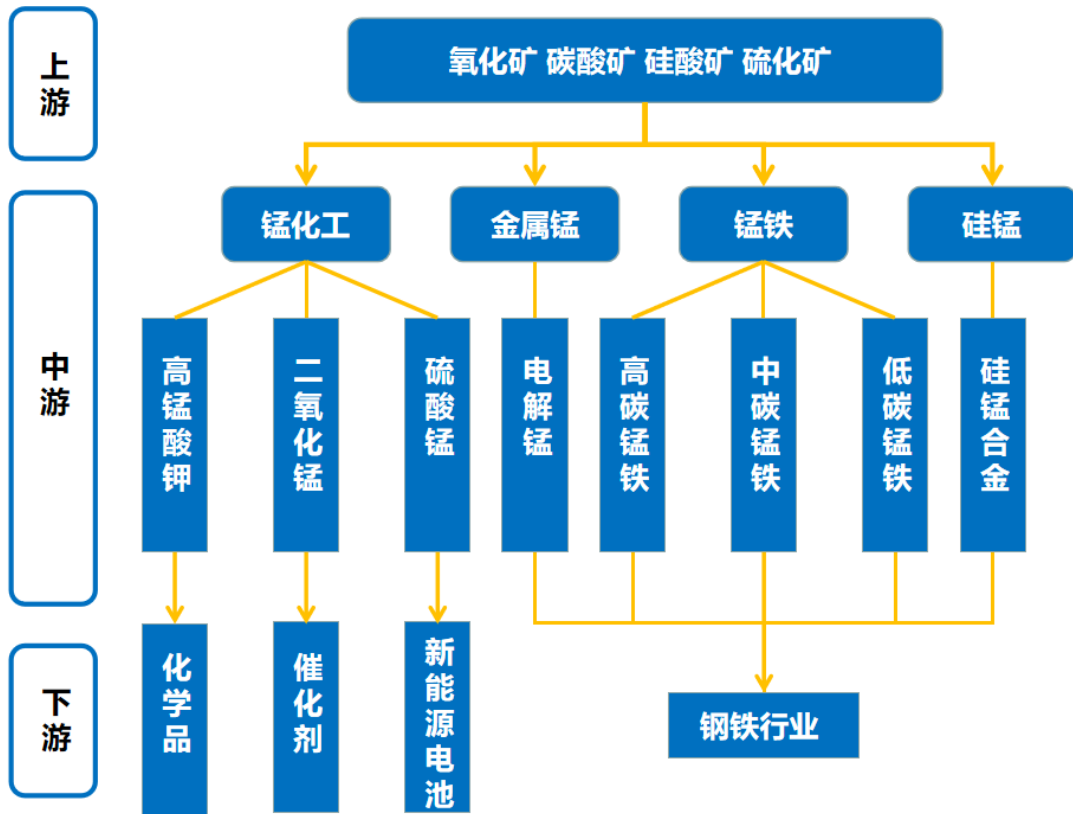 上游
氧化矿 碳酸矿 硅酸矿 硫化矿
中游
锰化工
金属锰
锰铁
硅锰
高锰酸钾
二氧化锰
硫酸锰
电解锰
高碳锰铁
中碳锰铁
低碳锰铁
硅锰合金
下游
化学品
催化剂
新能源电池
钢铁行业